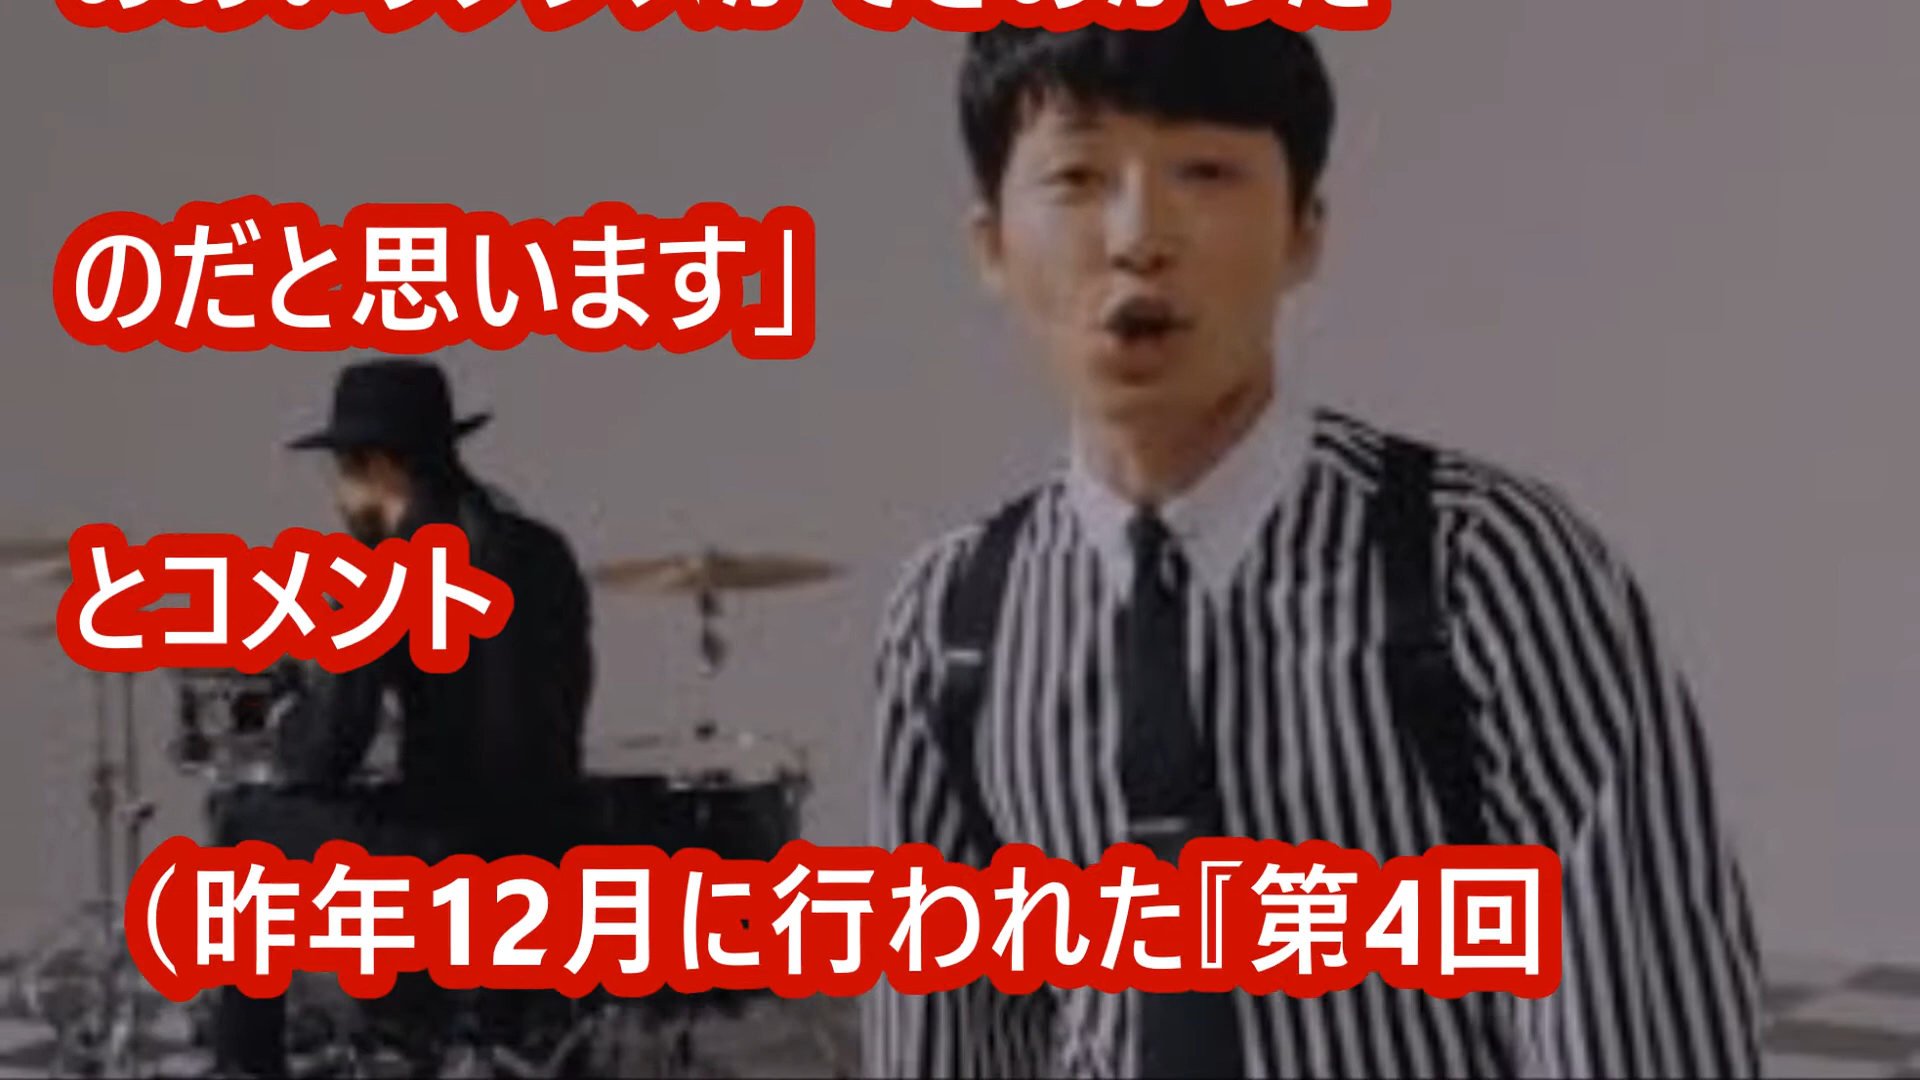 のだと思います」
とコメント
（昨年12月に行われた『第4回